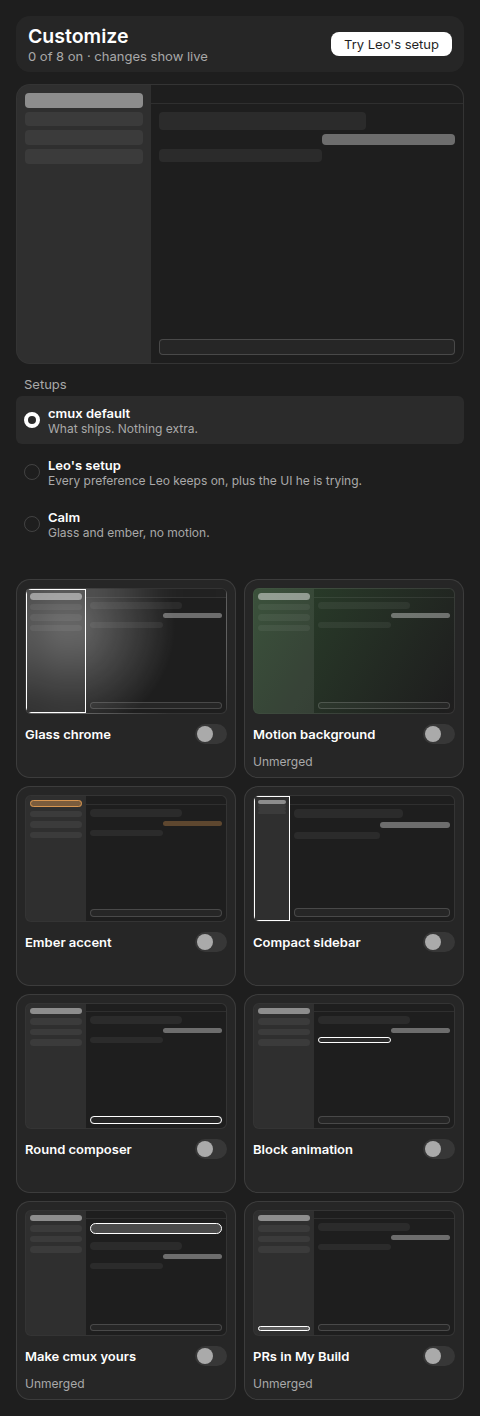 Customize
0 of 8 on · changes show live
Try Leo's setup
Setups
cmux default
What ships. Nothing extra.
Leo's setup
Every preference Leo keeps on, plus the UI he is trying.
Calm
Glass and ember, no motion.
Glass chrome
Motion background
Unmerged
Ember accent
Compact sidebar
Round composer
Block animation
Make cmux yours
Unmerged
PRs in My Build
Unmerged